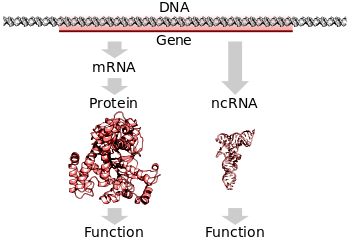 DNA
Gene
mRNA
Protein
ncRNA
Function
Function